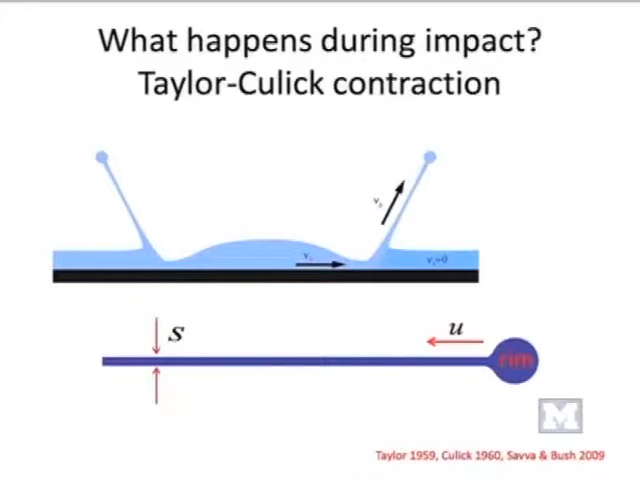 What happens during impact?
Taylor-Culick contraction
s
u
rim
M
Taylor 1959, Culick 1960, Savva & Bush 2009